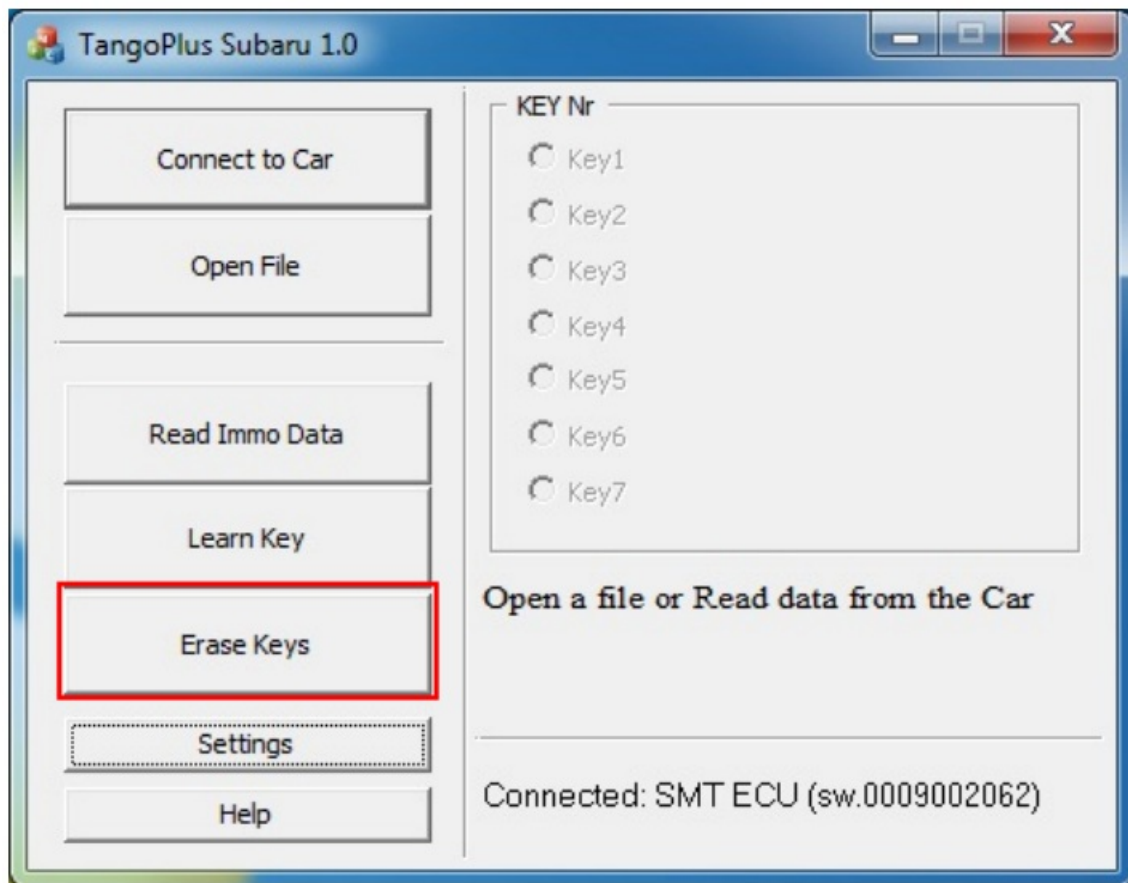 TangoPlus Subaru 1.0
Connect to Car
Open File
Read Immo Data
Learn Key
Erase Keys
Settings
Help
KEY Nr
Key1
Key2
Key3
Key4
Key5
Key6
Key7
Open a file or Read data from the Car
Connected: SMT ECU (sw.0009002062)